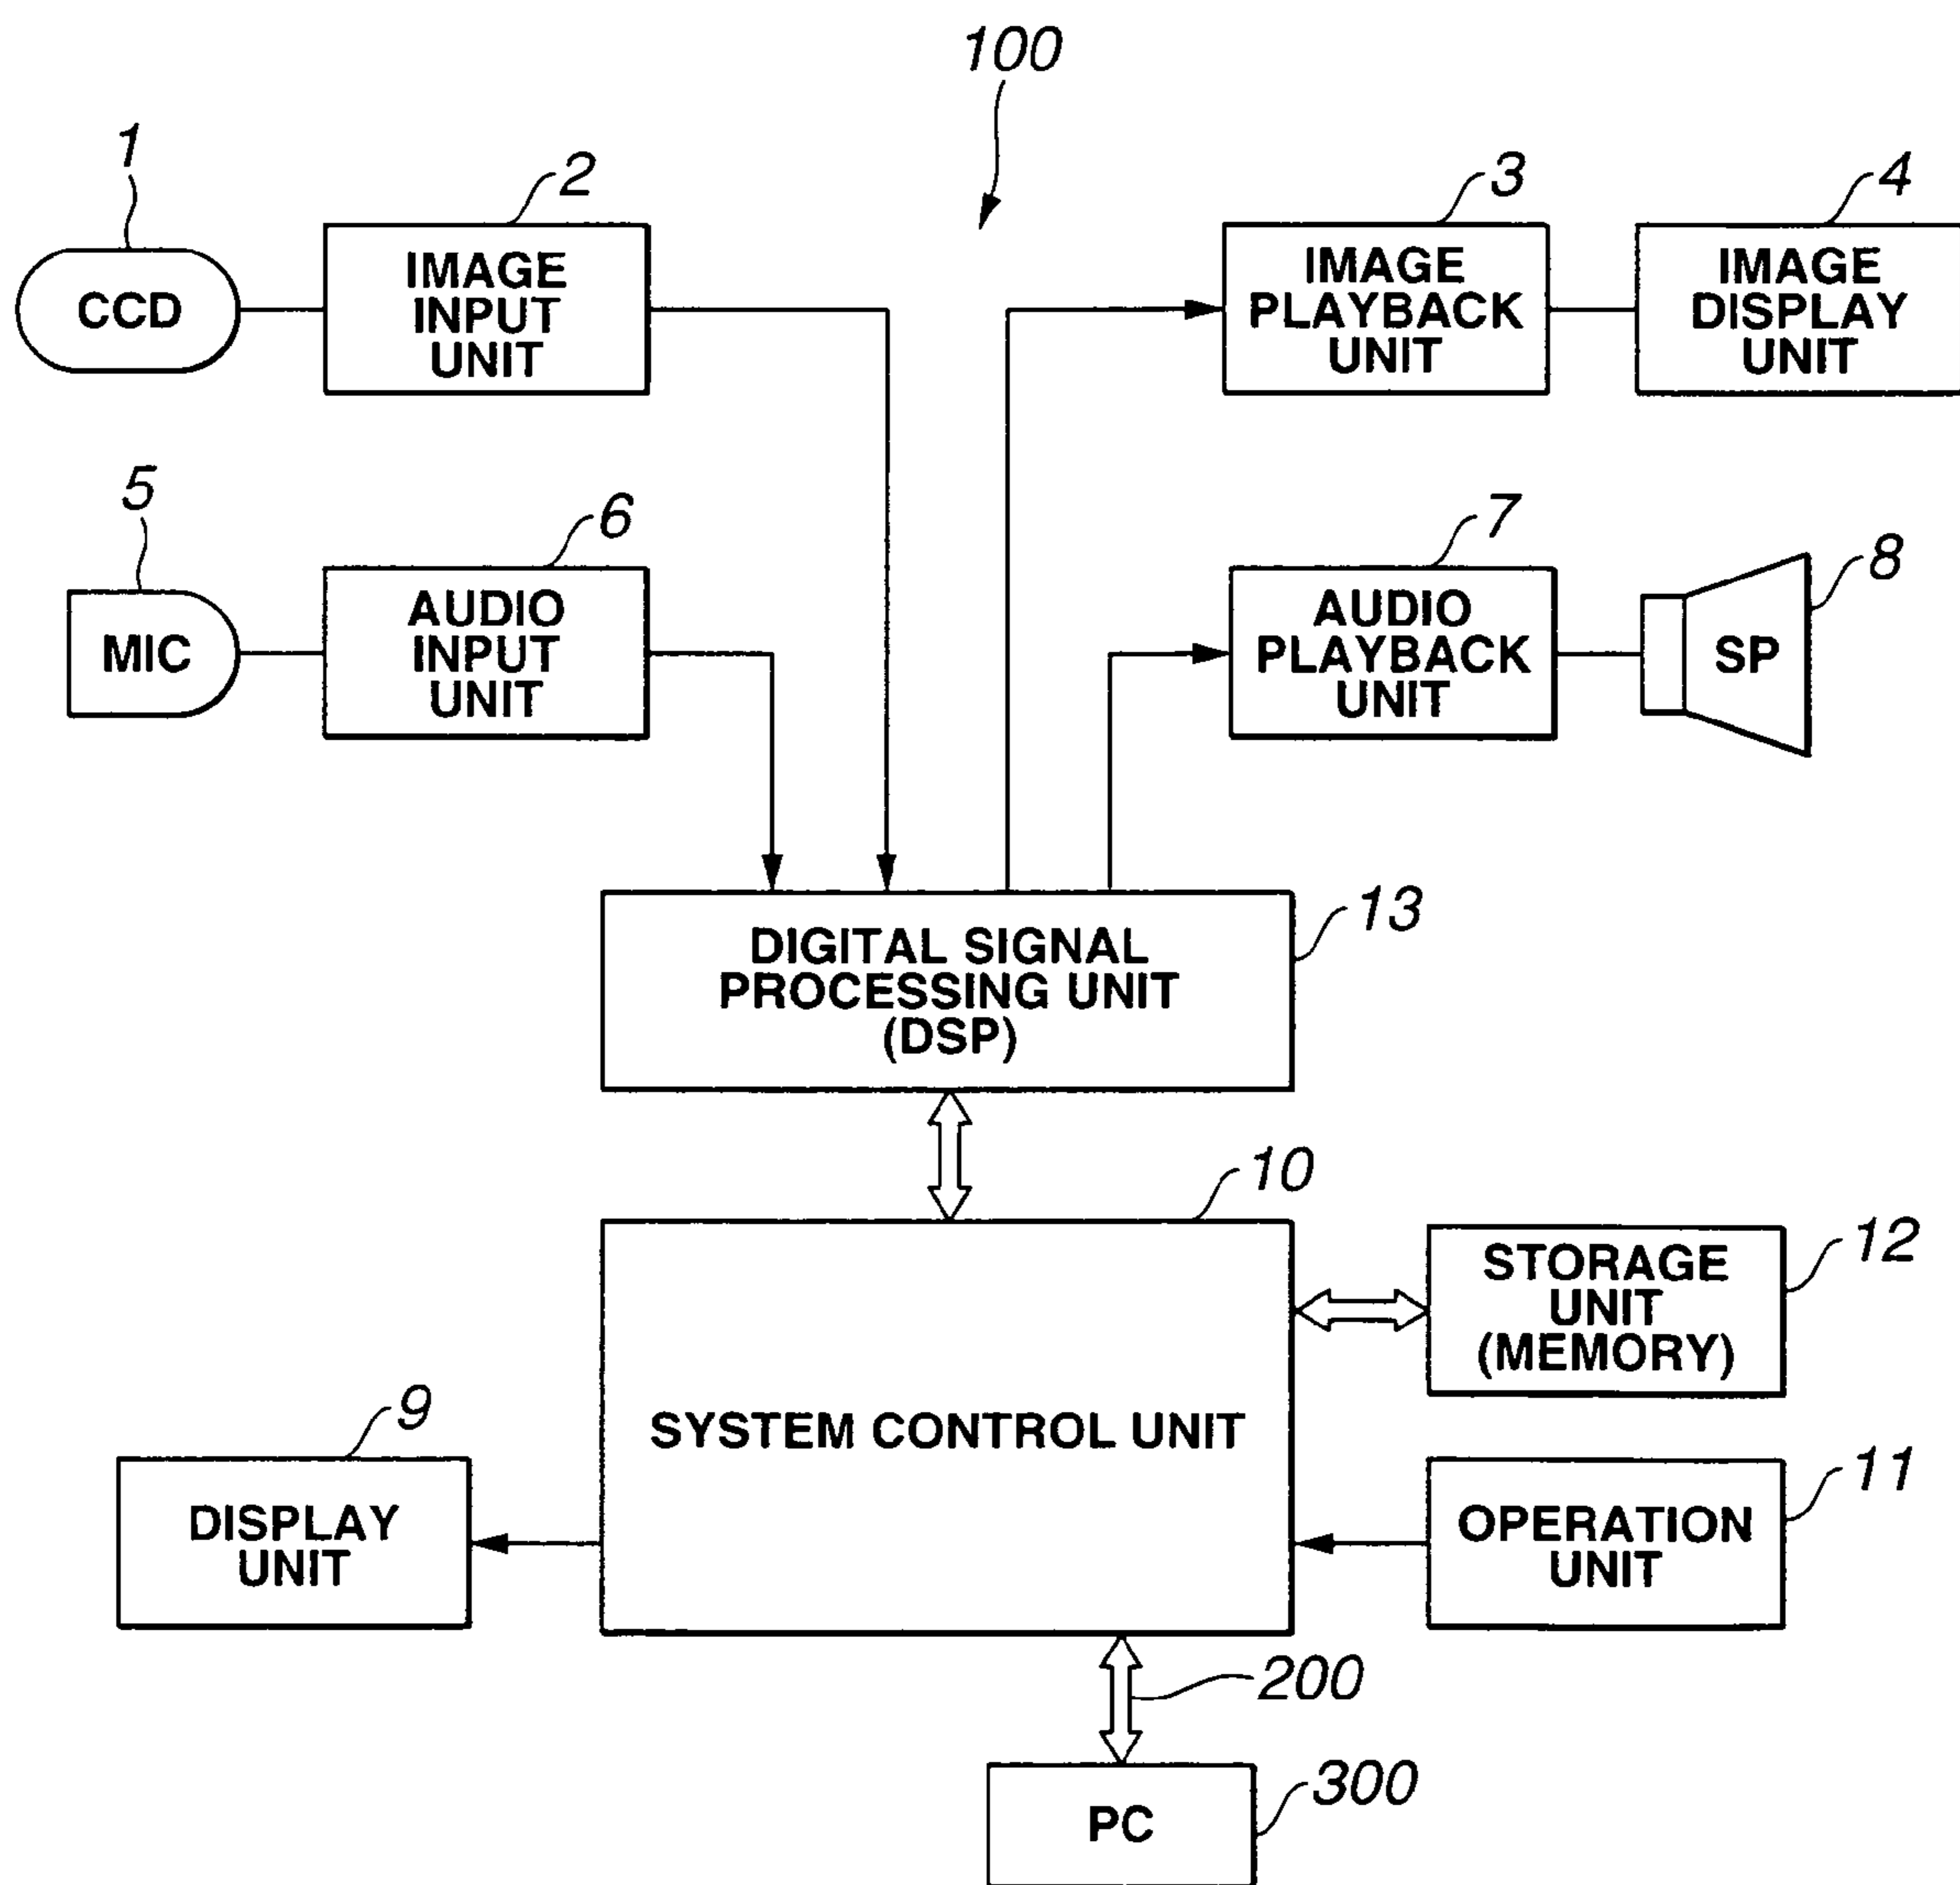 100
1
2
3
4
CCD
IMAGE
INPUT
UNIT
IMAGE
PLAYBACK
UNIT
IMAGE
DISPLAY
UNIT
5
6
7
8
MIC
AUDIO
INPUT
UNIT
AUDIO
PLAYBACK
UNIT
SP
13
DIGITAL SIGNAL
PROCESSING UNIT
(DSP)
10
12
STORAGE
UNIT
(MEMORY)
SYSTEM CONTROL UNIT
9
11
DISPLAY
UNIT
OPERATION
UNIT
200
300
PC